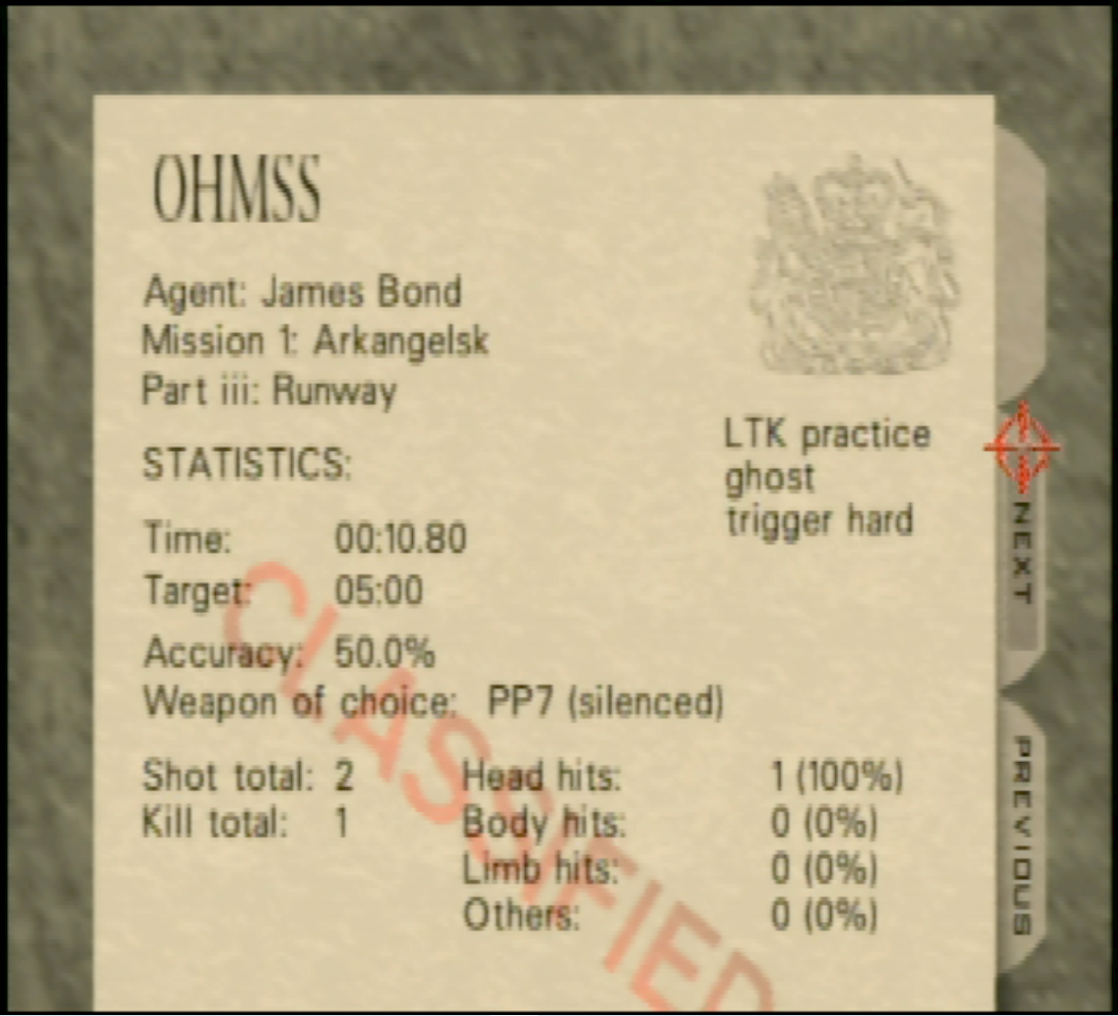 OHMSS
Agent: James Bond
Mission 1: Arkangelsk
Part iii: Runway
LTK practice
ghost
trigger hard
STATISTICS:
Time: 00:10.80
Target: 05:00
Accuracy: 50.0%
Weapon of choice: PP7 (silenced)
Shot total: 2 Head hits: 1 (100%)
Kill total: 1 Body hits: 0 (0%)
Limb hits: 0 (0%)
Others: 0 (0%)
CLASSIFIED
NEXT
PREVIOUS